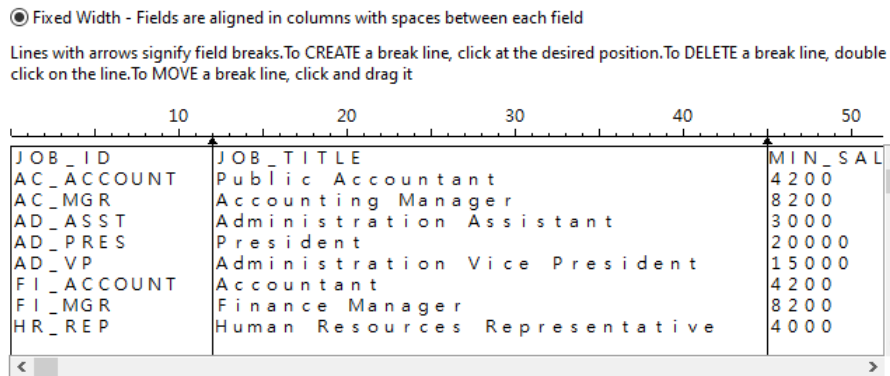 Fixed Width - Fields are aligned in columns with spaces between each field
Lines with arrows signify field breaks.To CREATE a break line, click at the desired position.To DELETE a break line, double
click on the line.To MOVE a break line, click and drag it
10 20 30 40 50
JOB_ID JOB_TITLE MIN_SAL
AC_ACCOUNT Public Accountant 4200
AC_MGR Accounting Manager 8200
AD_ASST Administration Assistant 3000
AD_PRES President 20000
AD_VP Administration Vice President 15000
FI_ACCOUNT Accountant 4200
FI_MGR Finance Manager 8200
HR_REP Human Resources Representative 4000